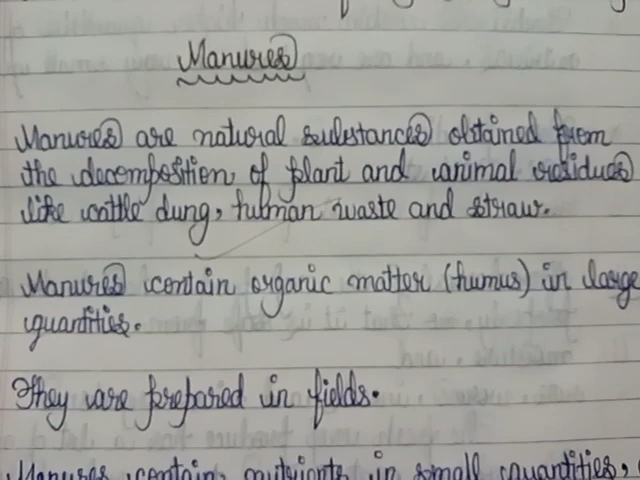 Manures
Manures are natural substances obtained from
the decomposition of plant and animal residues
like cattle dung, human waste and straw.
Manures contain organic matter (humus) in large
quantities.
They are prepared in fields.
Manures contain nutrients in small quantities,